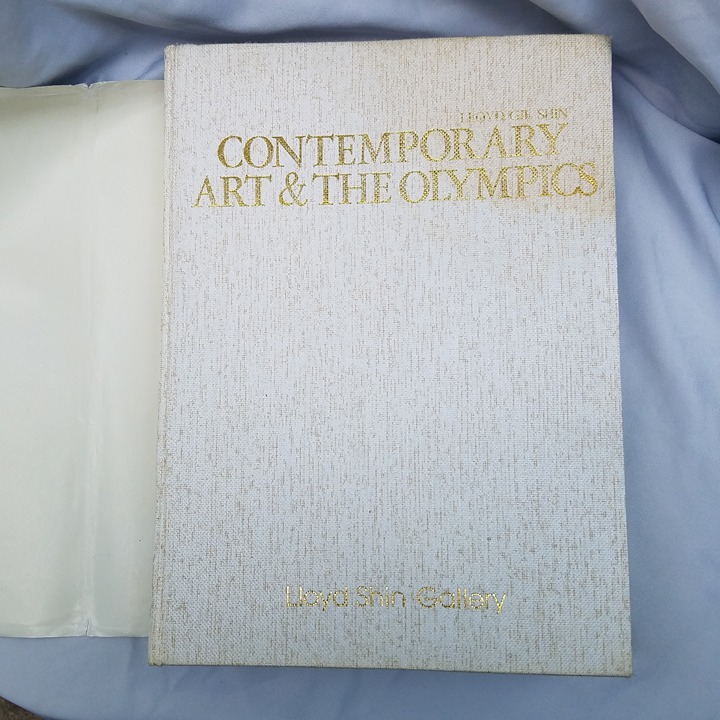 LLOYD GIL SHIN
CONTEMPORARY
ART & THE OLYMPICS
Lloyd Shin Gallery